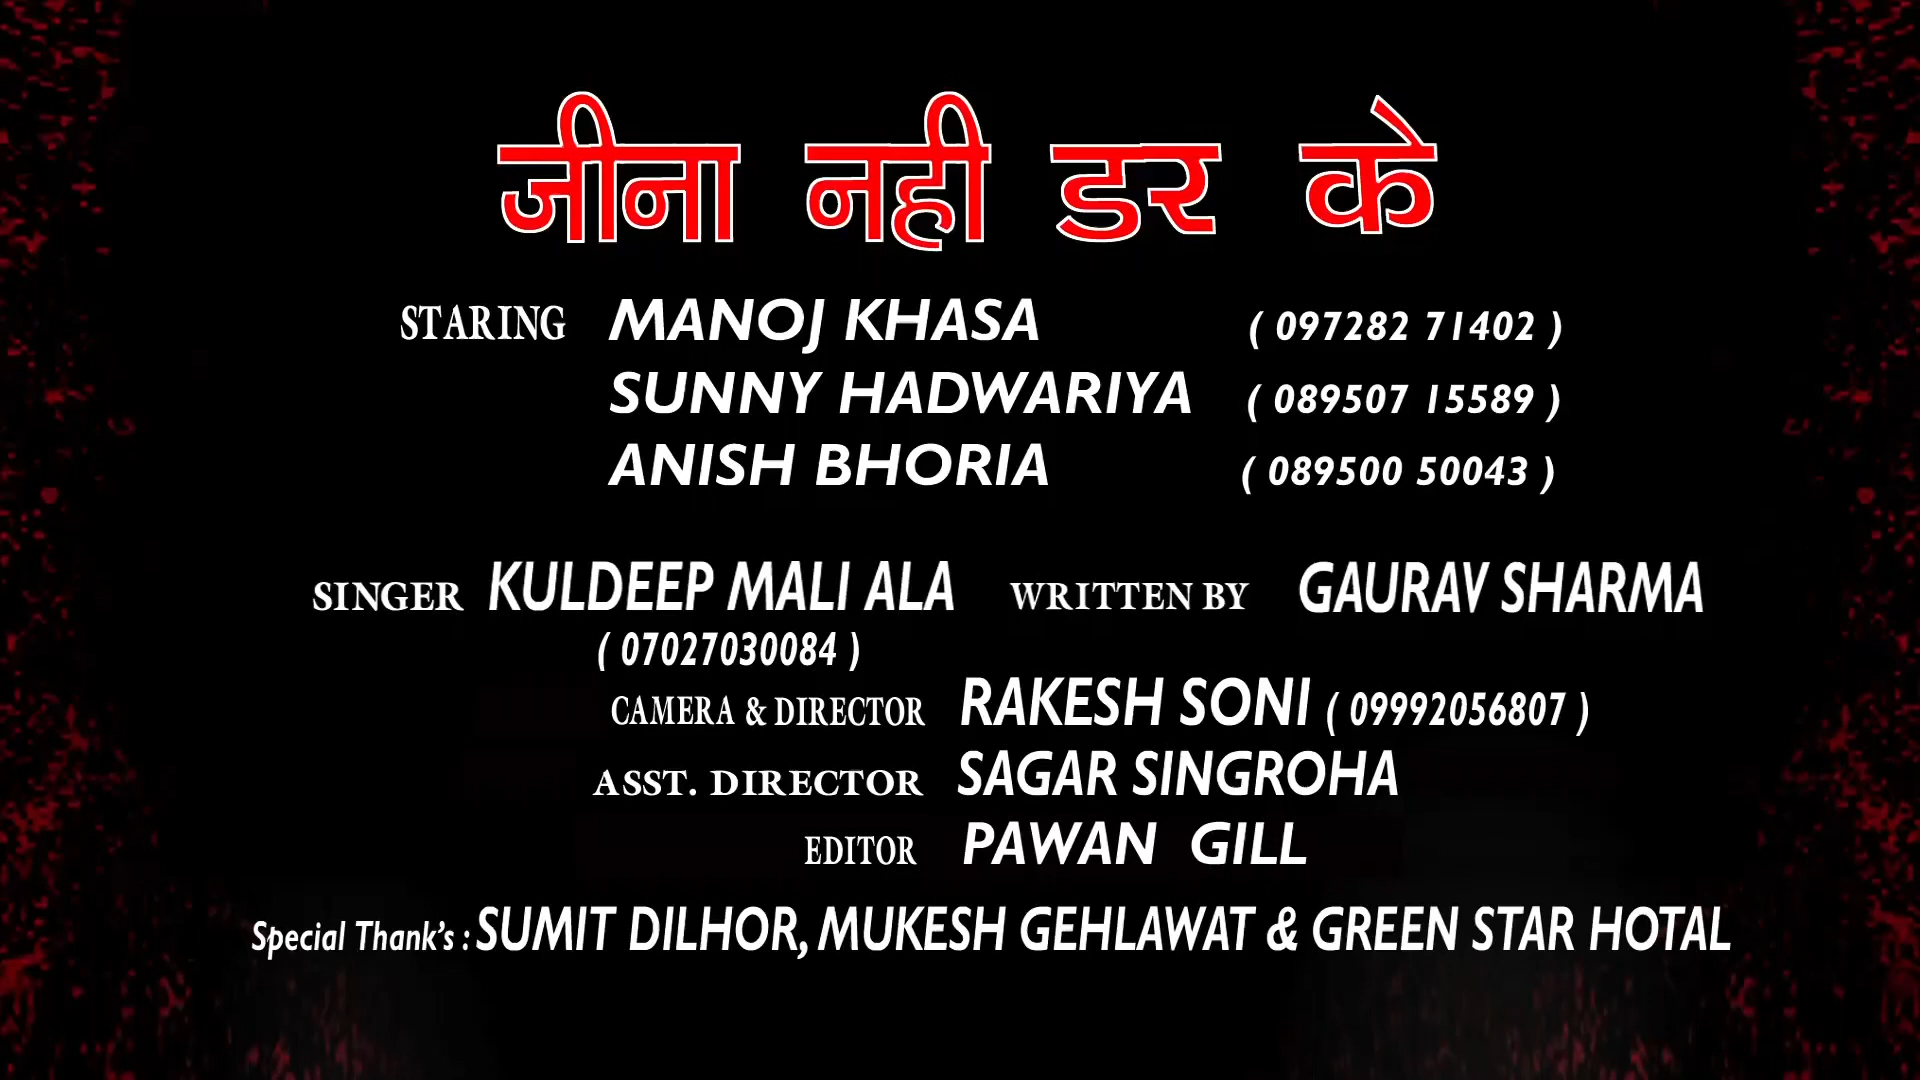 जीना नही डर के
STARING MANOJ KHASA ( 097282 71402 )
SUNNY HADWARIYA ( 089507 15589 )
ANISH BHORIA ( 089500 50043 )
SINGER KULDEEP MALI ALA WRITTEN BY GAURAV SHARMA
( 07027030084 )
CAMERA & DIRECTOR RAKESH SONI ( 09992056807 )
ASST. DIRECTOR SAGAR SINGROHA
EDITOR PAWAN GILL
Special Thank's : SUMIT DILHOR, MUKESH GEHLAWAT & GREEN STAR HOTAL